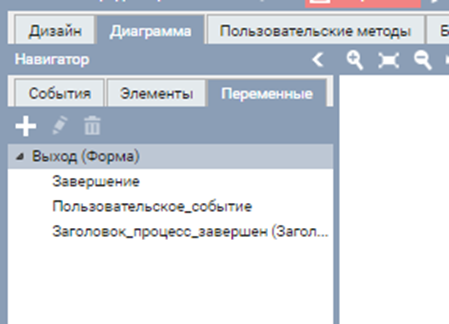 Дизайн Диаграмма Пользовательские методы
Навигатор
События Элементы Переменные
Выход (Форма)
Завершение
Пользовательское_событие
Заголовок_процесс_завершен (Загол...